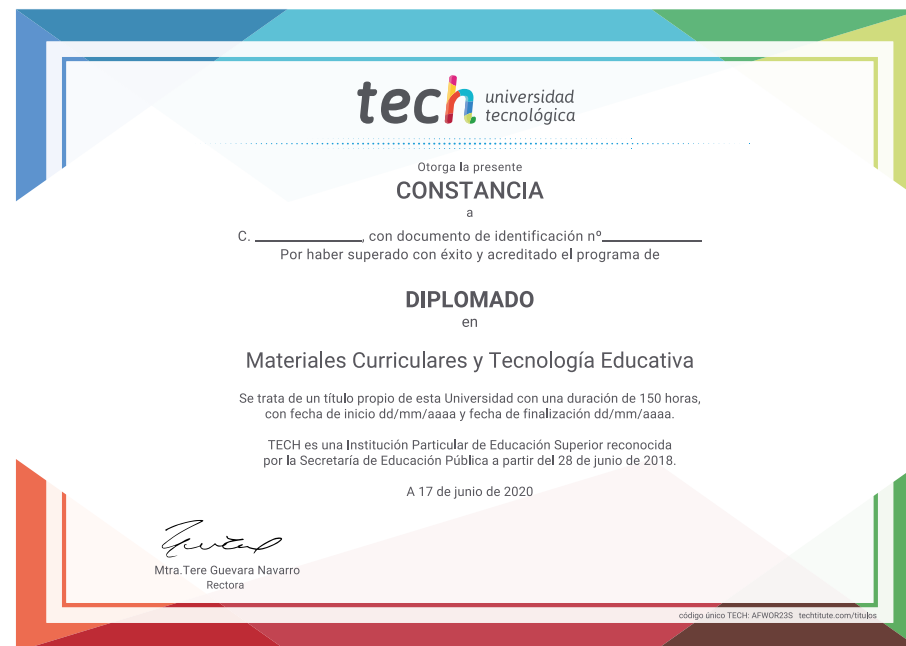 tech universidad
tecnológica
Otorga la presente
CONSTANCIA
a
C. ____________, con documento de identificación nº____________
Por haber superado con éxito y acreditado el programa de
DIPLOMADO
en
Materiales Curriculares y Tecnología Educativa
Se trata de un título propio de esta Universidad con una duración de 150 horas,
con fecha de inicio dd/mm/aaaa y fecha de finalización dd/mm/aaaa.
TECH es una Institución Particular de Educación Superior reconocida
por la Secretaría de Educación Pública a partir del 28 de junio de 2018.
A 17 de junio de 2020
Mtra.Tere Guevara Navarro
Rectora
código único TECH: AFWOR23S techtitute.com/titulos